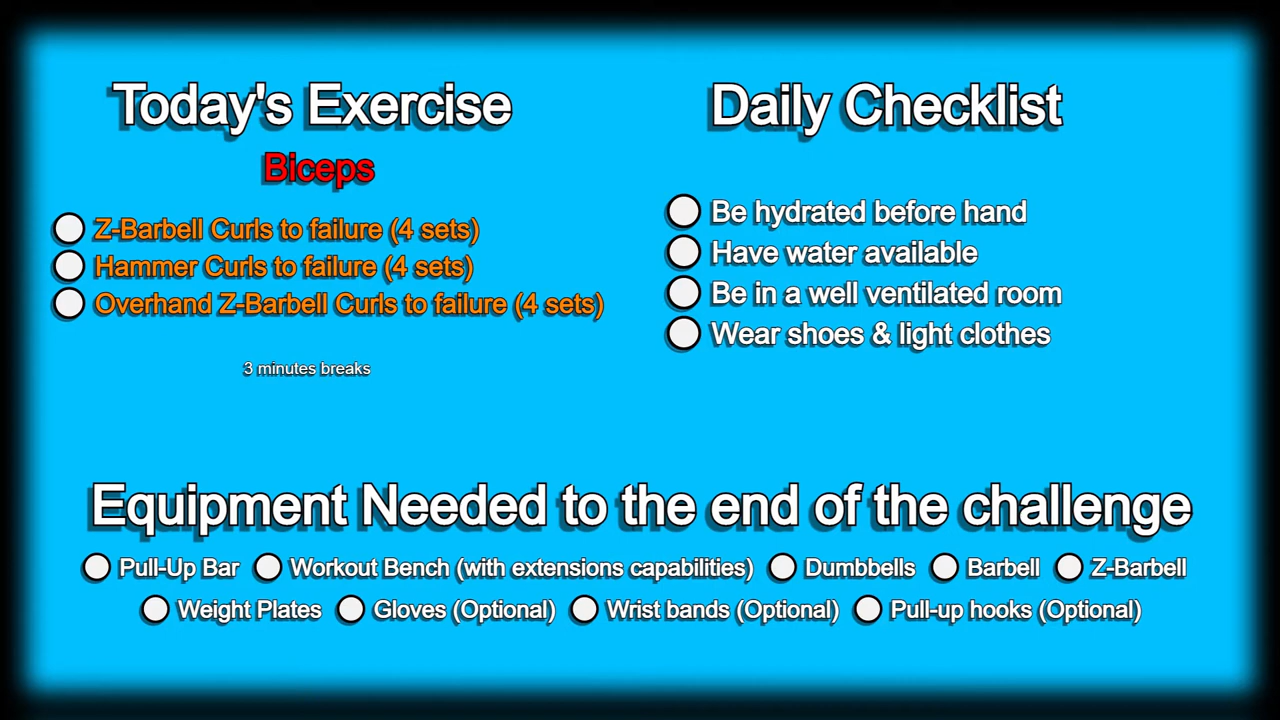 Today's Exercise
Biceps
Z-Barbell Curls to failure (4 sets)
Hammer Curls to failure (4 sets)
Overhand Z-Barbell Curls to failure (4 sets)
3 minutes breaks
Daily Checklist
Be hydrated before hand
Have water available
Be in a well ventilated room
Wear shoes & light clothes
Equipment Needed to the end of the challenge
Pull-Up Bar Workout Bench (with extensions capabilities) Dumbbells Barbell Z-Barbell
Weight Plates Gloves (Optional) Wrist bands (Optional) Pull-up hooks (Optional)